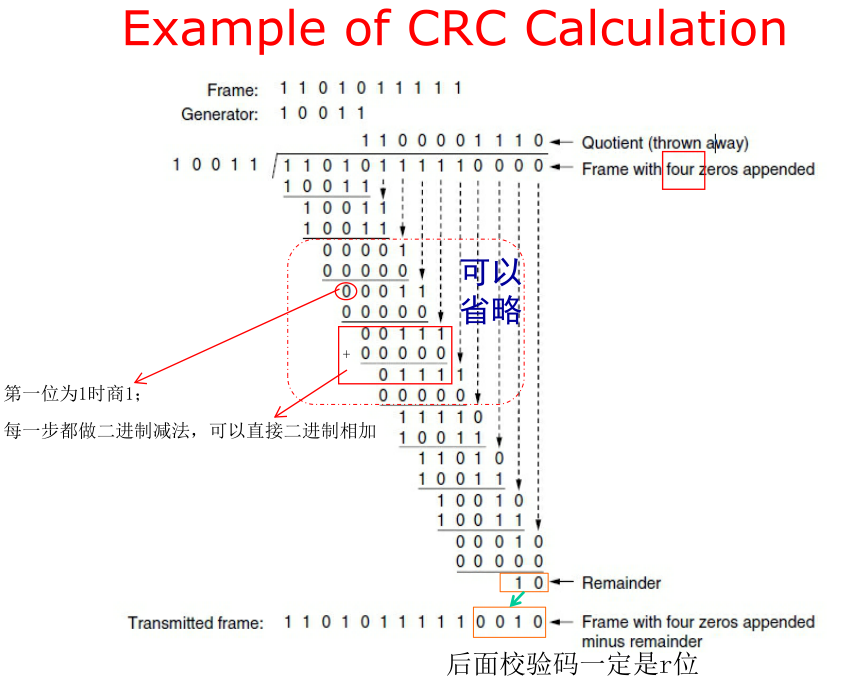 Example of CRC Calculation
Frame: 1 1 0 1 0 1 1 1 1 1
Generator: 1 0 0 1 1
1 1 0 0 0 0 1 1 1 0 Quotient (thrown away)
1 0 0 1 1 1 1 0 1 0 1 1 1 1 1 0 0 0 0 Frame with four zeros appended
1 0 0 1 1
1 0 0 1 1
1 0 0 1 1
0 0 0 0 1
0 0 0 0 0
可以
省略
0 0 0 1 1
0 0 0 0 0
0 0 1 1 1
+ 0 0 0 0 0
0 1 1 1 1
0 0 0 0 0
第一位为1时商1;
1 1 1 1 0
每一步都做二进制减法，可以直接二进制相加
1 0 0 1 1
1 1 0 1 0
1 0 0 1 1
1 0 0 1 0
1 0 0 1 1
0 0 0 1 0
0 0 0 0 0
1 0 Remainder
Transmitted frame: 1 1 0 1 0 1 1 1 1 1 0 0 1 0 Frame with four zeros appended
minus remainder
后面校验码一定是r位